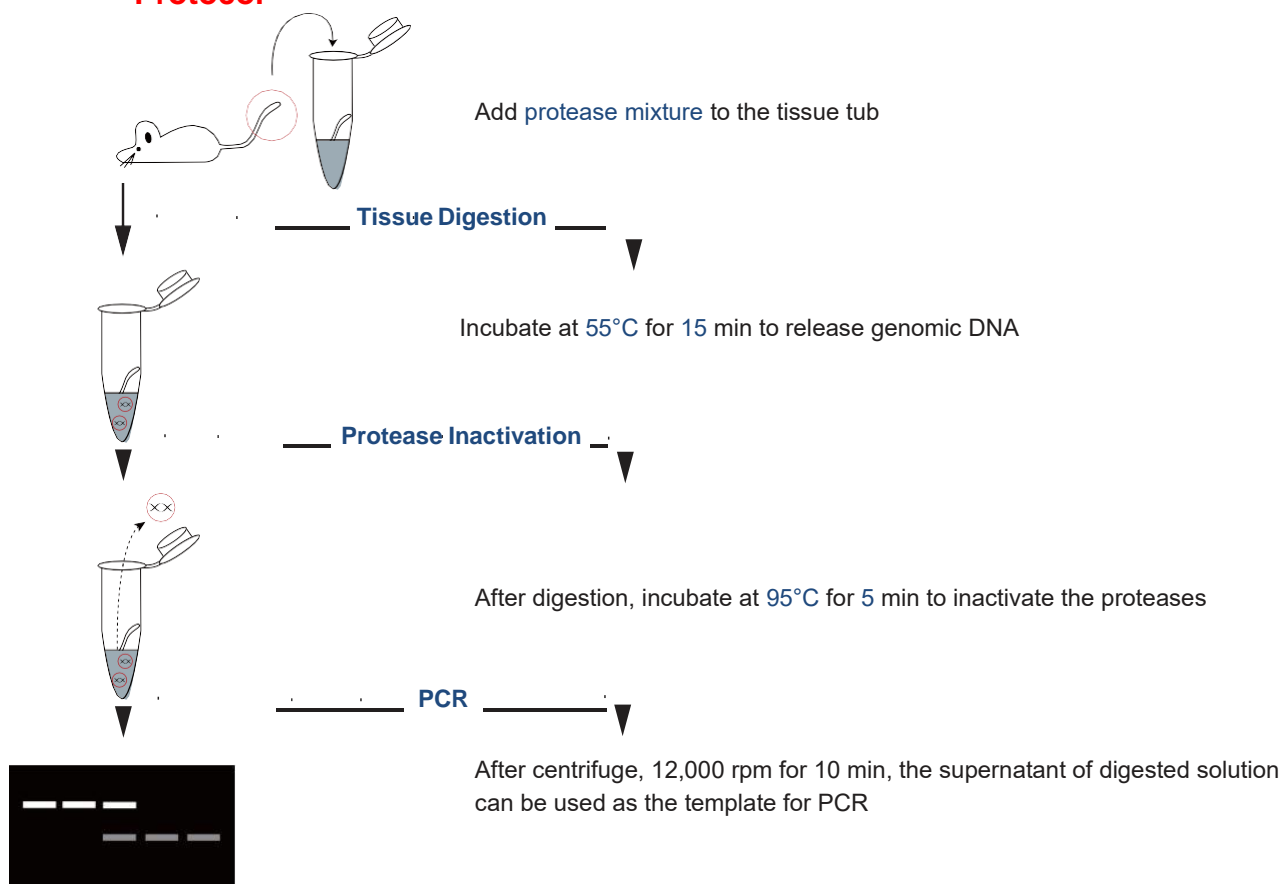 Add protease mixture to the tissue tub
Tissue Digestion
Incubate at 55°C for 15 min to release genomic DNA
Protease Inactivation
After digestion, incubate at 95°C for 5 min to inactivate the proteases
PCR
After centrifuge, 12,000 rpm for 10 min, the supernatant of digested solution
can be used as the template for PCR